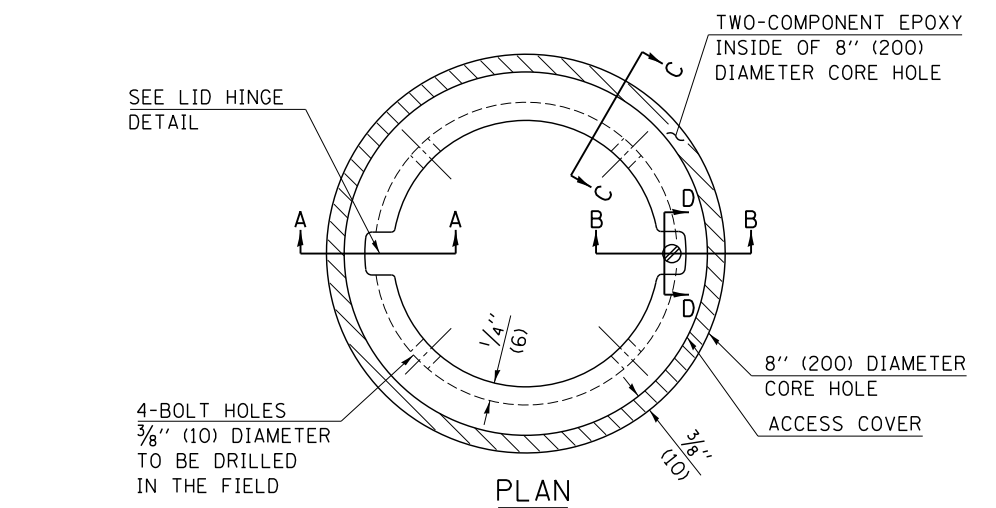 TWO-COMPONENT EPOXY
INSIDE OF 8" (200)
DIAMETER CORE HOLE
SEE LID HINGE
DETAIL
C
C
A
A
B
B
D
D
1/4"
(6)
8" (200) DIAMETER
CORE HOLE
ACCESS COVER
4-BOLT HOLES
3/8" (10) DIAMETER
TO BE DRILLED
IN THE FIELD
3/8"
(10)
PLAN